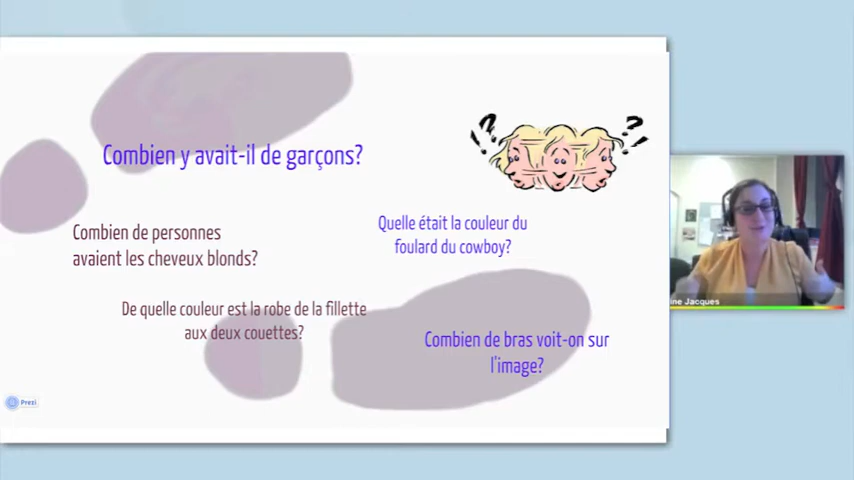 !?
??!
Combien y avait-il de garçons?
Combien de personnes
avaient les cheveux blonds?
Quelle était la couleur du
foulard du cowboy?
De quelle couleur est la robe de la fillette
aux deux couettes?
Combien de bras voit-on sur
l'image?
ine Jacques
Prezi